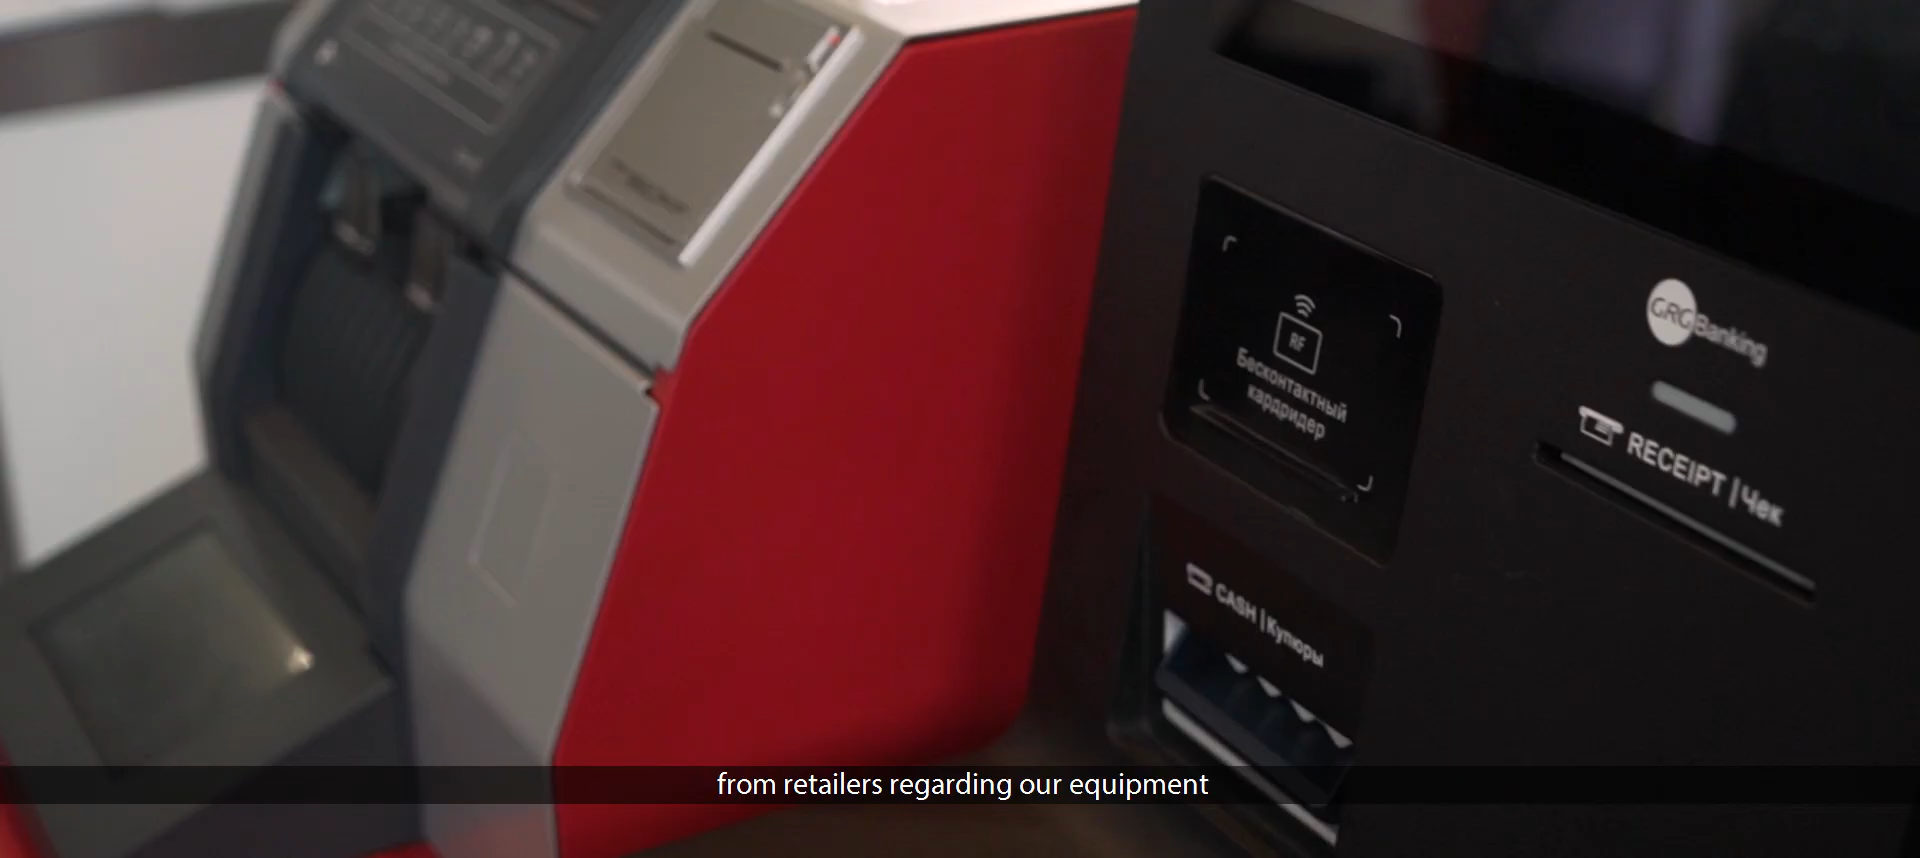 GRG Banking
RF
Бесконтактный
кардридер
RECEIPT | Чек
CASH | Купюры
from retailers regarding our equipment